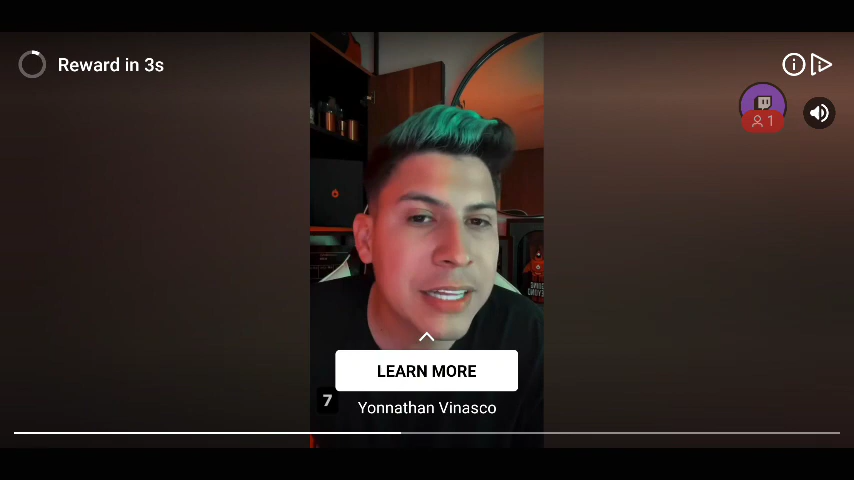 Reward in 3s
1
LEARN MORE
7
Yonnathan Vinasco